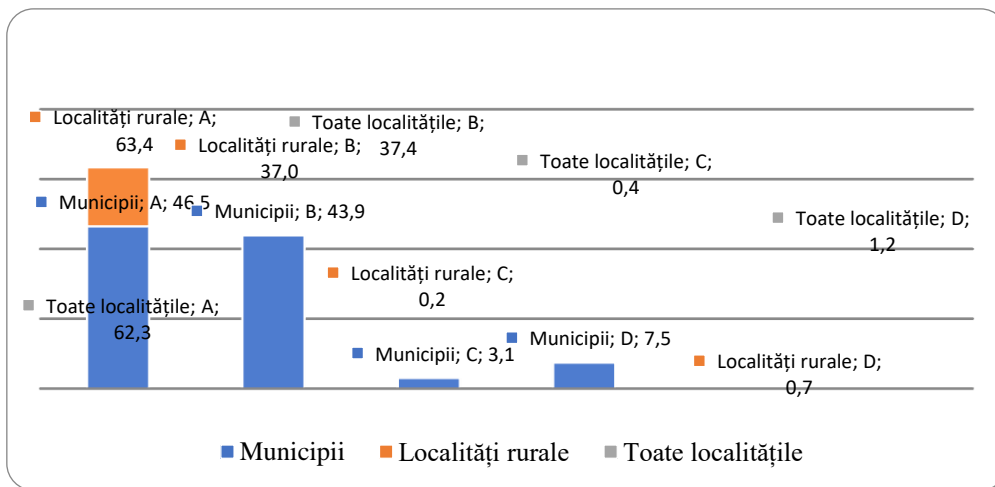 Localități rurale; A;
63,4
Localități rurale; B;
37,0
Toate localitățile; B;
37,4
Toate localitățile; C;
0,4
Municipii; A; 46,5
Municipii; B; 43,9
Toate localitățile; D;
1,2
Localități rurale; C;
0,2
Toate localitățile; A;
62,3
Municipii; C; 3,1
Municipii; D; 7,5
Localități rurale; D;
0,7
Municipii
Localități rurale
Toate localitățile